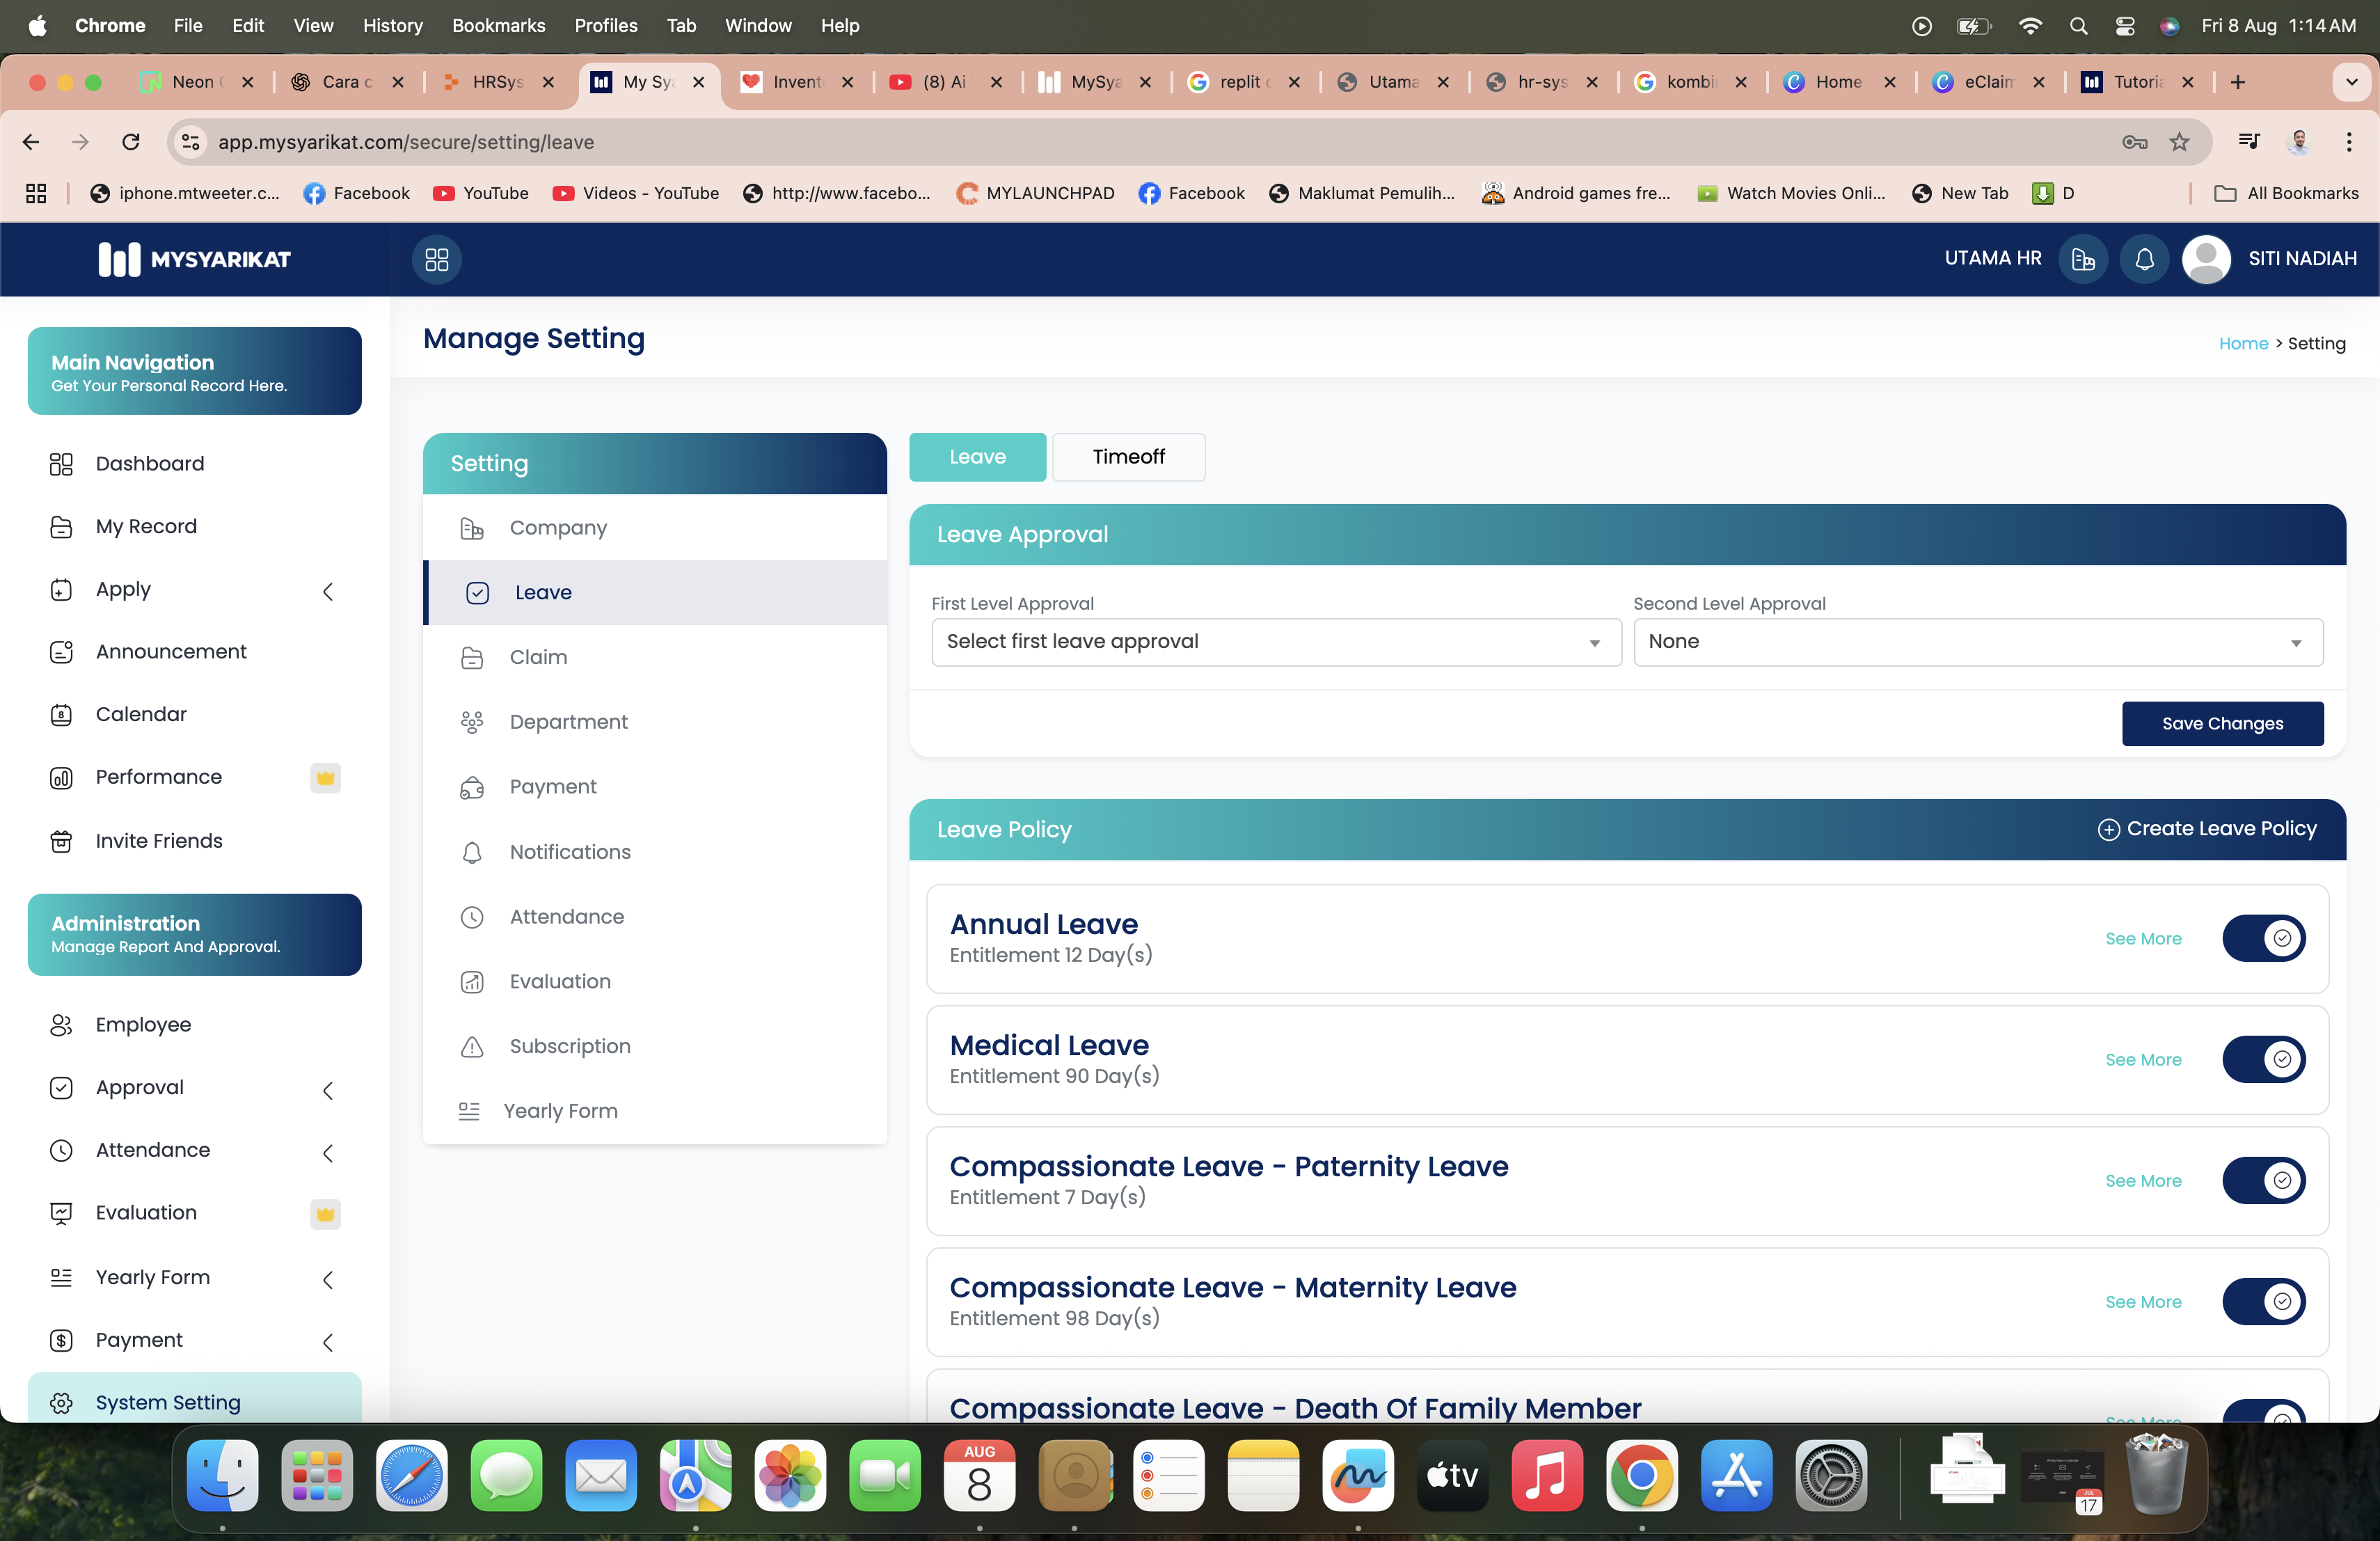 Chrome File Edit View History Bookmarks Profiles Tab Window Help Fri 8 Aug 1:14 AM
Neon Cara c HRSys My Sya Invent (8) Ai MySya replit Utama hr-sys kombi Home eClaim Tutoria
app.mysyarikat.com/secure/setting/leave
iphone.mtweeter.c... Facebook YouTube Videos - YouTube http://www.facebo... MYLAUNCHPAD Facebook Maklumat Pemulih... Android games fre... Watch Movies Onli... New Tab D All Bookmarks
MYSYARIKAT UTAMA HR SITI NADIAH
Manage Setting
Home > Setting
Main Navigation
Get Your Personal Record Here.
Dashboard
My Record
Apply
Announcement
Calendar
8
Performance
Invite Friends
Administration
Manage Report And Approval.
Employee
Approval
Attendance
Evaluation
Yearly Form
Payment
System Setting
Setting
Company
Leave
Claim
Department
Payment
Notifications
Attendance
Evaluation
Subscription
Yearly Form
Leave Timeoff
Leave Approval
First Level Approval Second Level Approval
Select first leave approval None
Save Changes
Leave Policy Create Leave Policy
Annual Leave
Entitlement 12 Day(s)
See More
Medical Leave
Entitlement 90 Day(s)
See More
Compassionate Leave - Paternity Leave
Entitlement 7 Day(s)
See More
Compassionate Leave - Maternity Leave
Entitlement 98 Day(s)
See More
Compassionate Leave - Death Of Family Member
See More
AUG
8
tv
JUL
17